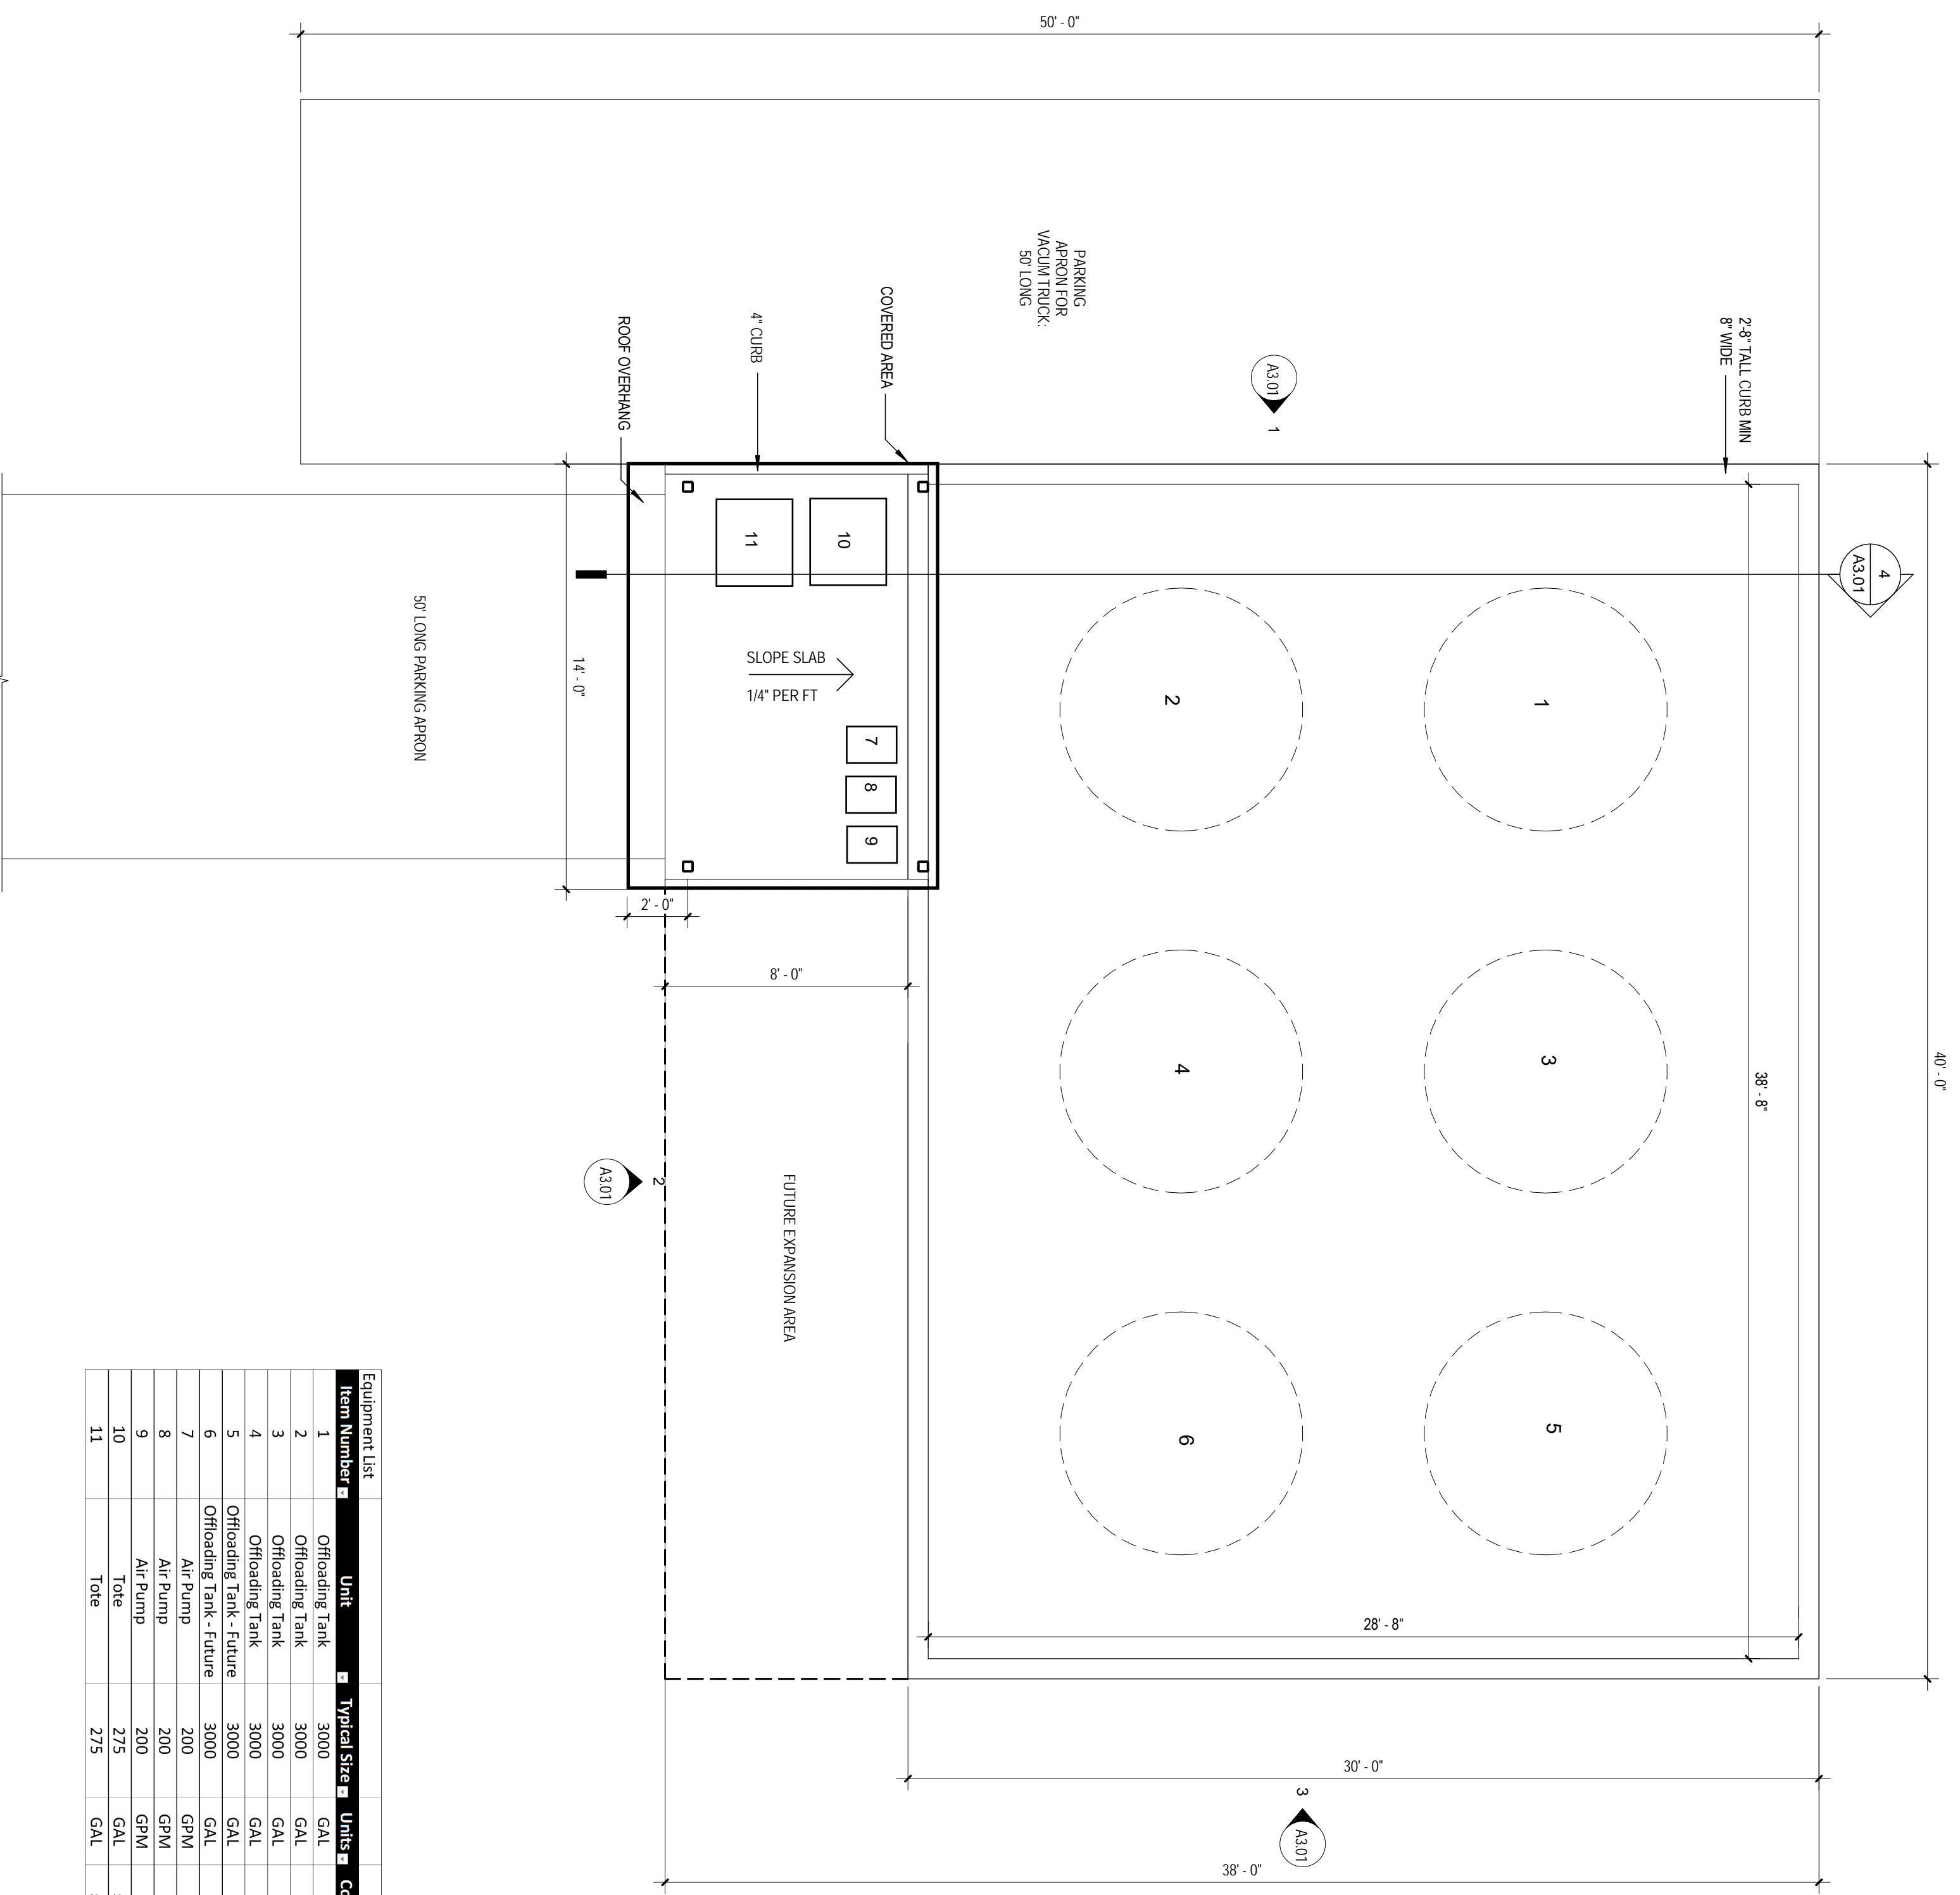 50' - 0"
PARKING
APRON FOR
VACUM TRUCK:
50' LONG
2'-8" TALL CURB MIN
8" WIDE
COVERED AREA
4" CURB
ROOF OVERHANG
A3.01
1
4
A3.01
11
10
SLOPE SLAB
1/4" PER FT
7
8
9
14' - 0"
50' LONG PARKING APRON
2' - 0"
8' - 0"
2
1
4
3
6
5
40' - 0"
38' - 8"
28' - 8"
A3.01
2
FUTURE EXPANSION AREA
30' - 0"
3
A3.01
38' - 0"
Equipment List
Item Number Unit Typical Size Units Co
1 Offloading Tank 3000 GAL
2 Offloading Tank 3000 GAL
3 Offloading Tank 3000 GAL
4 Offloading Tank 3000 GAL
5 Offloading Tank - Future 3000 GAL
6 Offloading Tank - Future 3000 GAL
7 Air Pump 200 GPM
8 Air Pump 200 GPM
9 Air Pump 200 GPM
10 Tote 275 GAL
11 Tote 275 GAL